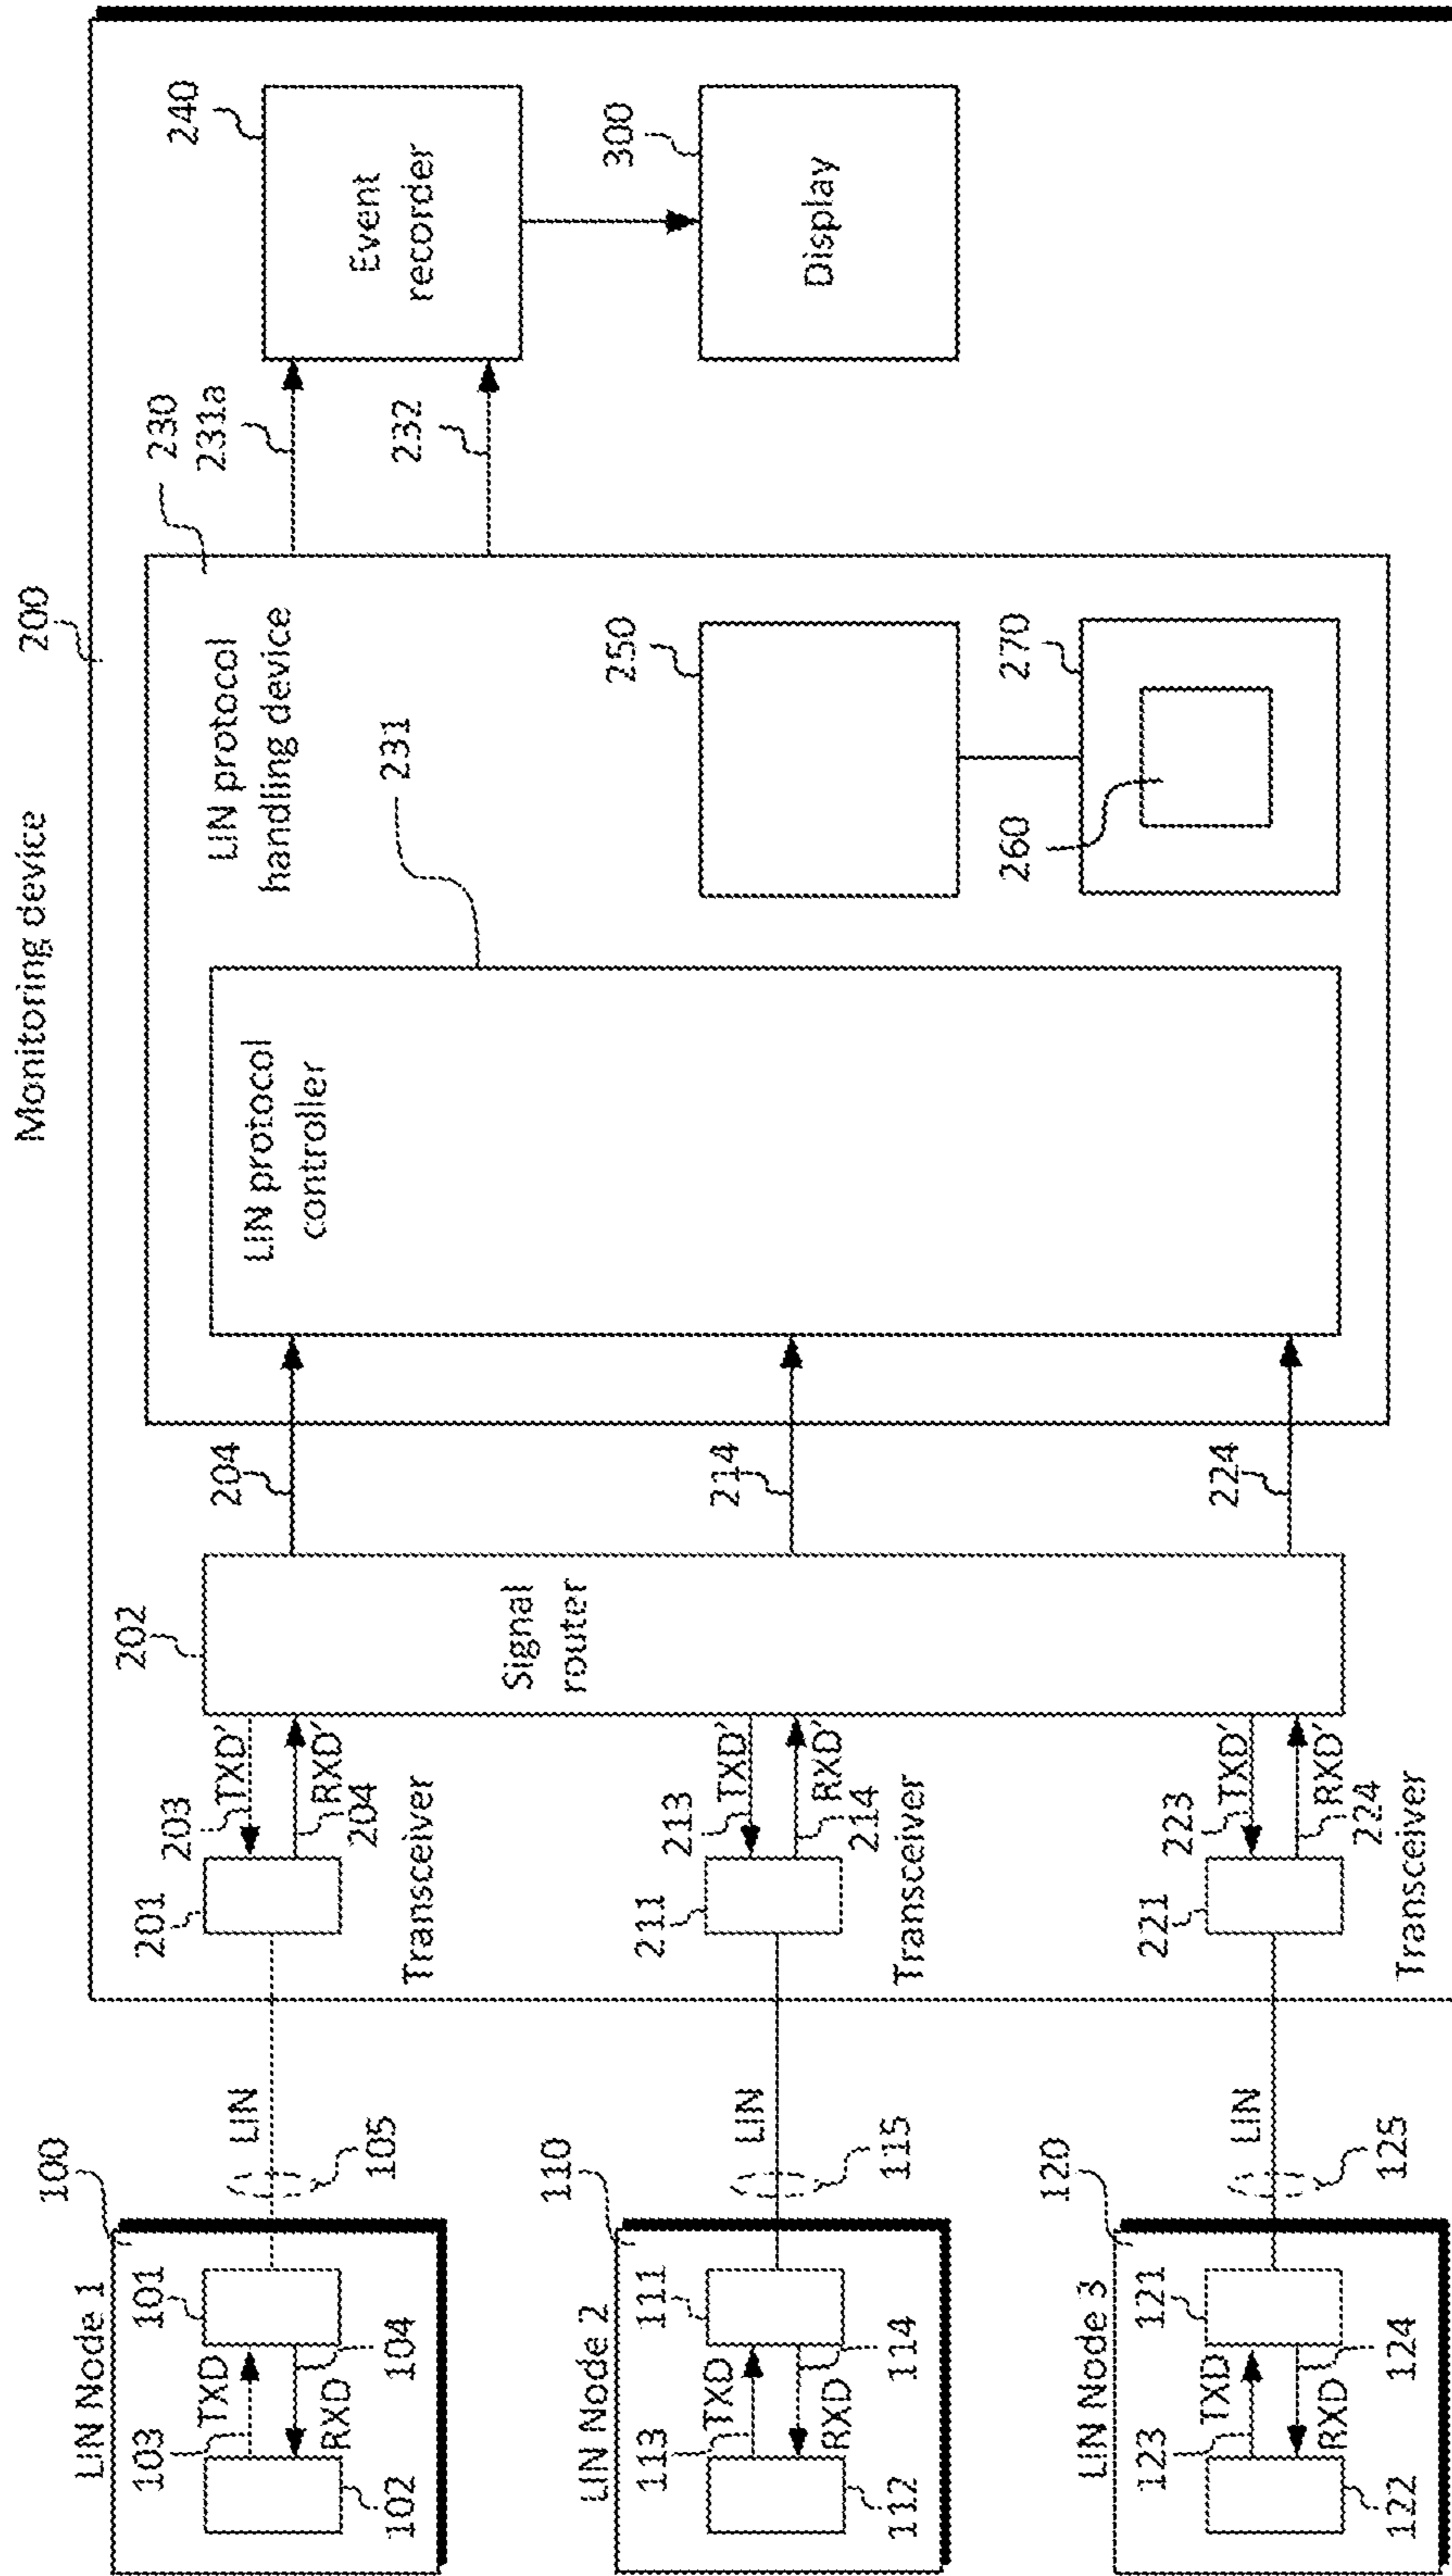 Monitoring device
200
LIN Node 1
100
103
TXD
101
102
RXD
104
LIN
105
201
203
TXD'
RXD'
204
Transceiver
202
Signal
router
204
214
224
LIN protocol
handling device
230
LIN protocol
controller
231
231a
232
240
Event
recorder
300
Display
250
260
270
LIN Node 2
110
113
TXD
111
112
RXD
114
LIN
115
211
213
TXD'
RXD'
214
Transceiver
LIN Node 3
120
123
TXD
121
122
RXD
124
LIN
125
221
223
TXD'
RXD'
224
Transceiver